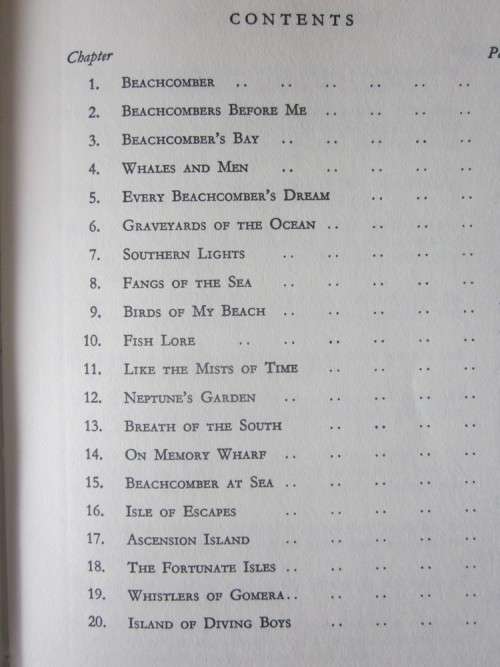 CONTENTS
Chapter
1. BEACHCOMBER .. .. .. .. .. ..
2. BEACHCOMBERS BEFORE ME .. .. .. ..
3. BEACHCOMBER'S BAY .. .. .. .. ..
4. WHALES AND MEN .. .. .. .. ..
5. EVERY BEACHCOMBER'S DREAM .. .. ..
6. GRAVEYARDS OF THE OCEAN .. .. .. ..
7. SOUTHERN LIGHTS .. .. .. .. ..
8. FANGS OF THE SEA .. .. .. .. ..
9. BIRDS OF MY BEACH .. .. .. .. ..
10. FISH LORE .. .. .. .. .. ..
11. LIKE THE MISTS OF TIME .. .. .. ..
12. NEPTUNE'S GARDEN .. .. .. .. ..
13. BREATH OF THE SOUTH .. .. .. ..
14. ON MEMORY WHARF .. .. .. .. ..
15. BEACHCOMBER AT SEA .. .. .. .. ..
16. ISLE OF ESCAPES .. .. .. .. ..
17. ASCENSION ISLAND .. .. .. .. ..
18. THE FORTUNATE ISLES .. .. .. .. ..
19. WHISTLERS OF GOMERA .. .. .. .. ..
20. ISLAND OF DIVING BOYS .. .. .. ..